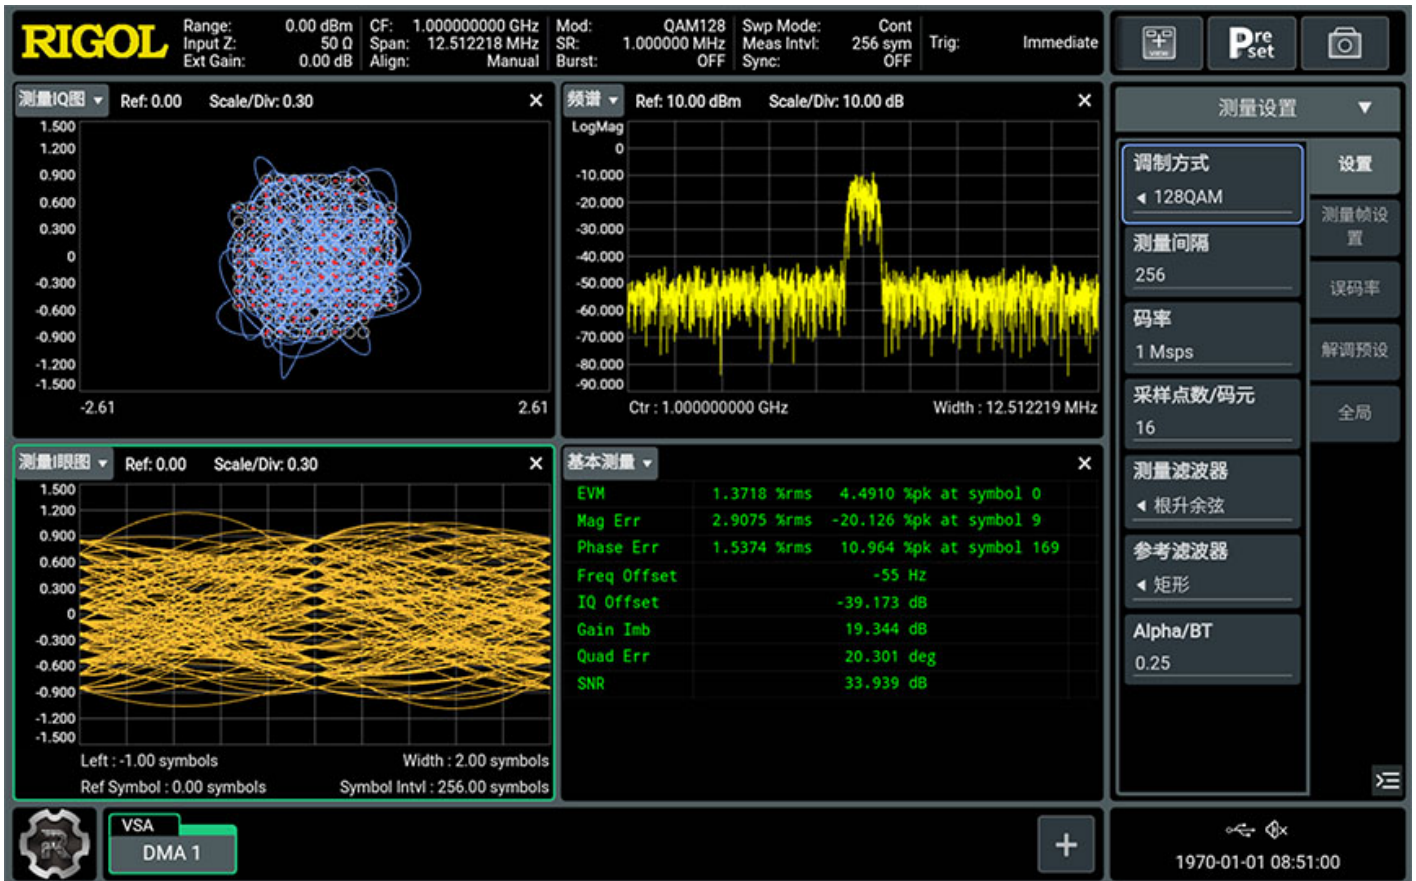 RIGOL
Range: 0.00 dBm
Input Z: 50 Ω
Ext Gain: 0.00 dB
CF: 1.000000000 GHz
Span: 12.512218 MHz
Align: Manual
Mod: QAM128
SR: 1.000000 MHz
Burst: OFF
Swp Mode: Cont
Meas Intvl: 256 sym
Sync: OFF
Trig: Immediate
VIEW
Preset
测量IQ图 Ref: 0.00 Scale/Div: 0.30
1.500
1.200
0.900
0.600
0.300
0
-0.300
-0.600
-0.900
-1.200
-1.500
-2.61 2.61
频谱 Ref: 10.00 dBm Scale/Div: 10.00 dB
LogMag
0
-10.000
-20.000
-30.000
-40.000
-50.000
-60.000
-70.000
-80.000
-90.000
Ctr : 1.000000000 GHz Width : 12.512219 MHz
测量I眼图 Ref: 0.00 Scale/Div: 0.30
1.500
1.200
0.900
0.600
0.300
0
-0.300
-0.600
-0.900
-1.200
-1.500
Left : -1.00 symbols Width : 2.00 symbols
Ref Symbol : 0.00 symbols Symbol Intvl : 256.00 symbols
基本测量
EVM 1.3718 %rms 4.4910 %pk at symbol 0
Mag Err 2.9075 %rms -20.126 %pk at symbol 9
Phase Err 1.5374 %rms 10.964 %pk at symbol 169
Freq Offset -55 Hz
IQ Offset -39.173 dB
Gain Imb 19.344 dB
Quad Err 20.301 deg
SNR 33.939 dB
测量设置
调制方式
128QAM
测量间隔
256
码率
1 Msps
采样点数/码元
16
测量滤波器
根升余弦
参考滤波器
矩形
Alpha/BT
0.25
设置
测量帧设
置
误码率
解调预设
全局
VSA
DMA 1
+
1970-01-01 08:51:00